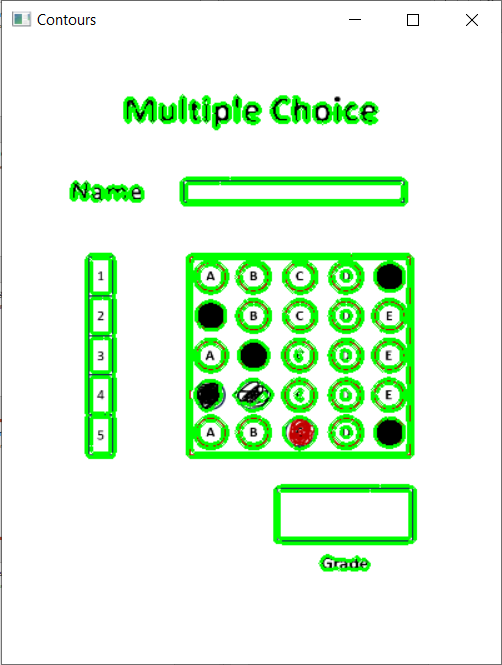 Contours
Multiple Choice
Name
1 A B C D
2 B C D E
3 A C D E
4 C D E
5 A B D
Grade